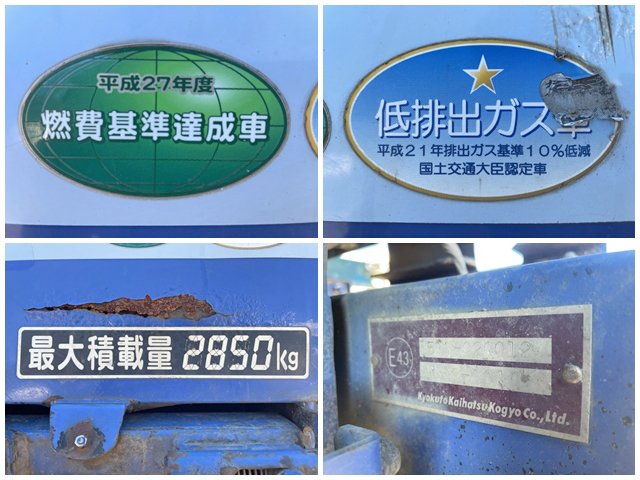 平成27年度
燃費基準達成車
低排出ガス車
平成21年排出ガス基準10%低減
国土交通大臣認定車
最大積載量 2850kg
E43
Kyokuto Kaihatsu Kogyo Co., Ltd.